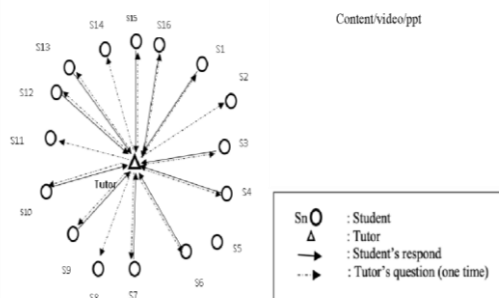 Content/video/ppt
S15
S16
S14
S1
S13
S2
S12
S3
S11
Tutor
S4
S10
S5
S9
S6
S8
S7
Sn : Student
: Tutor
: Student's respond
: Tutor's question (one time)